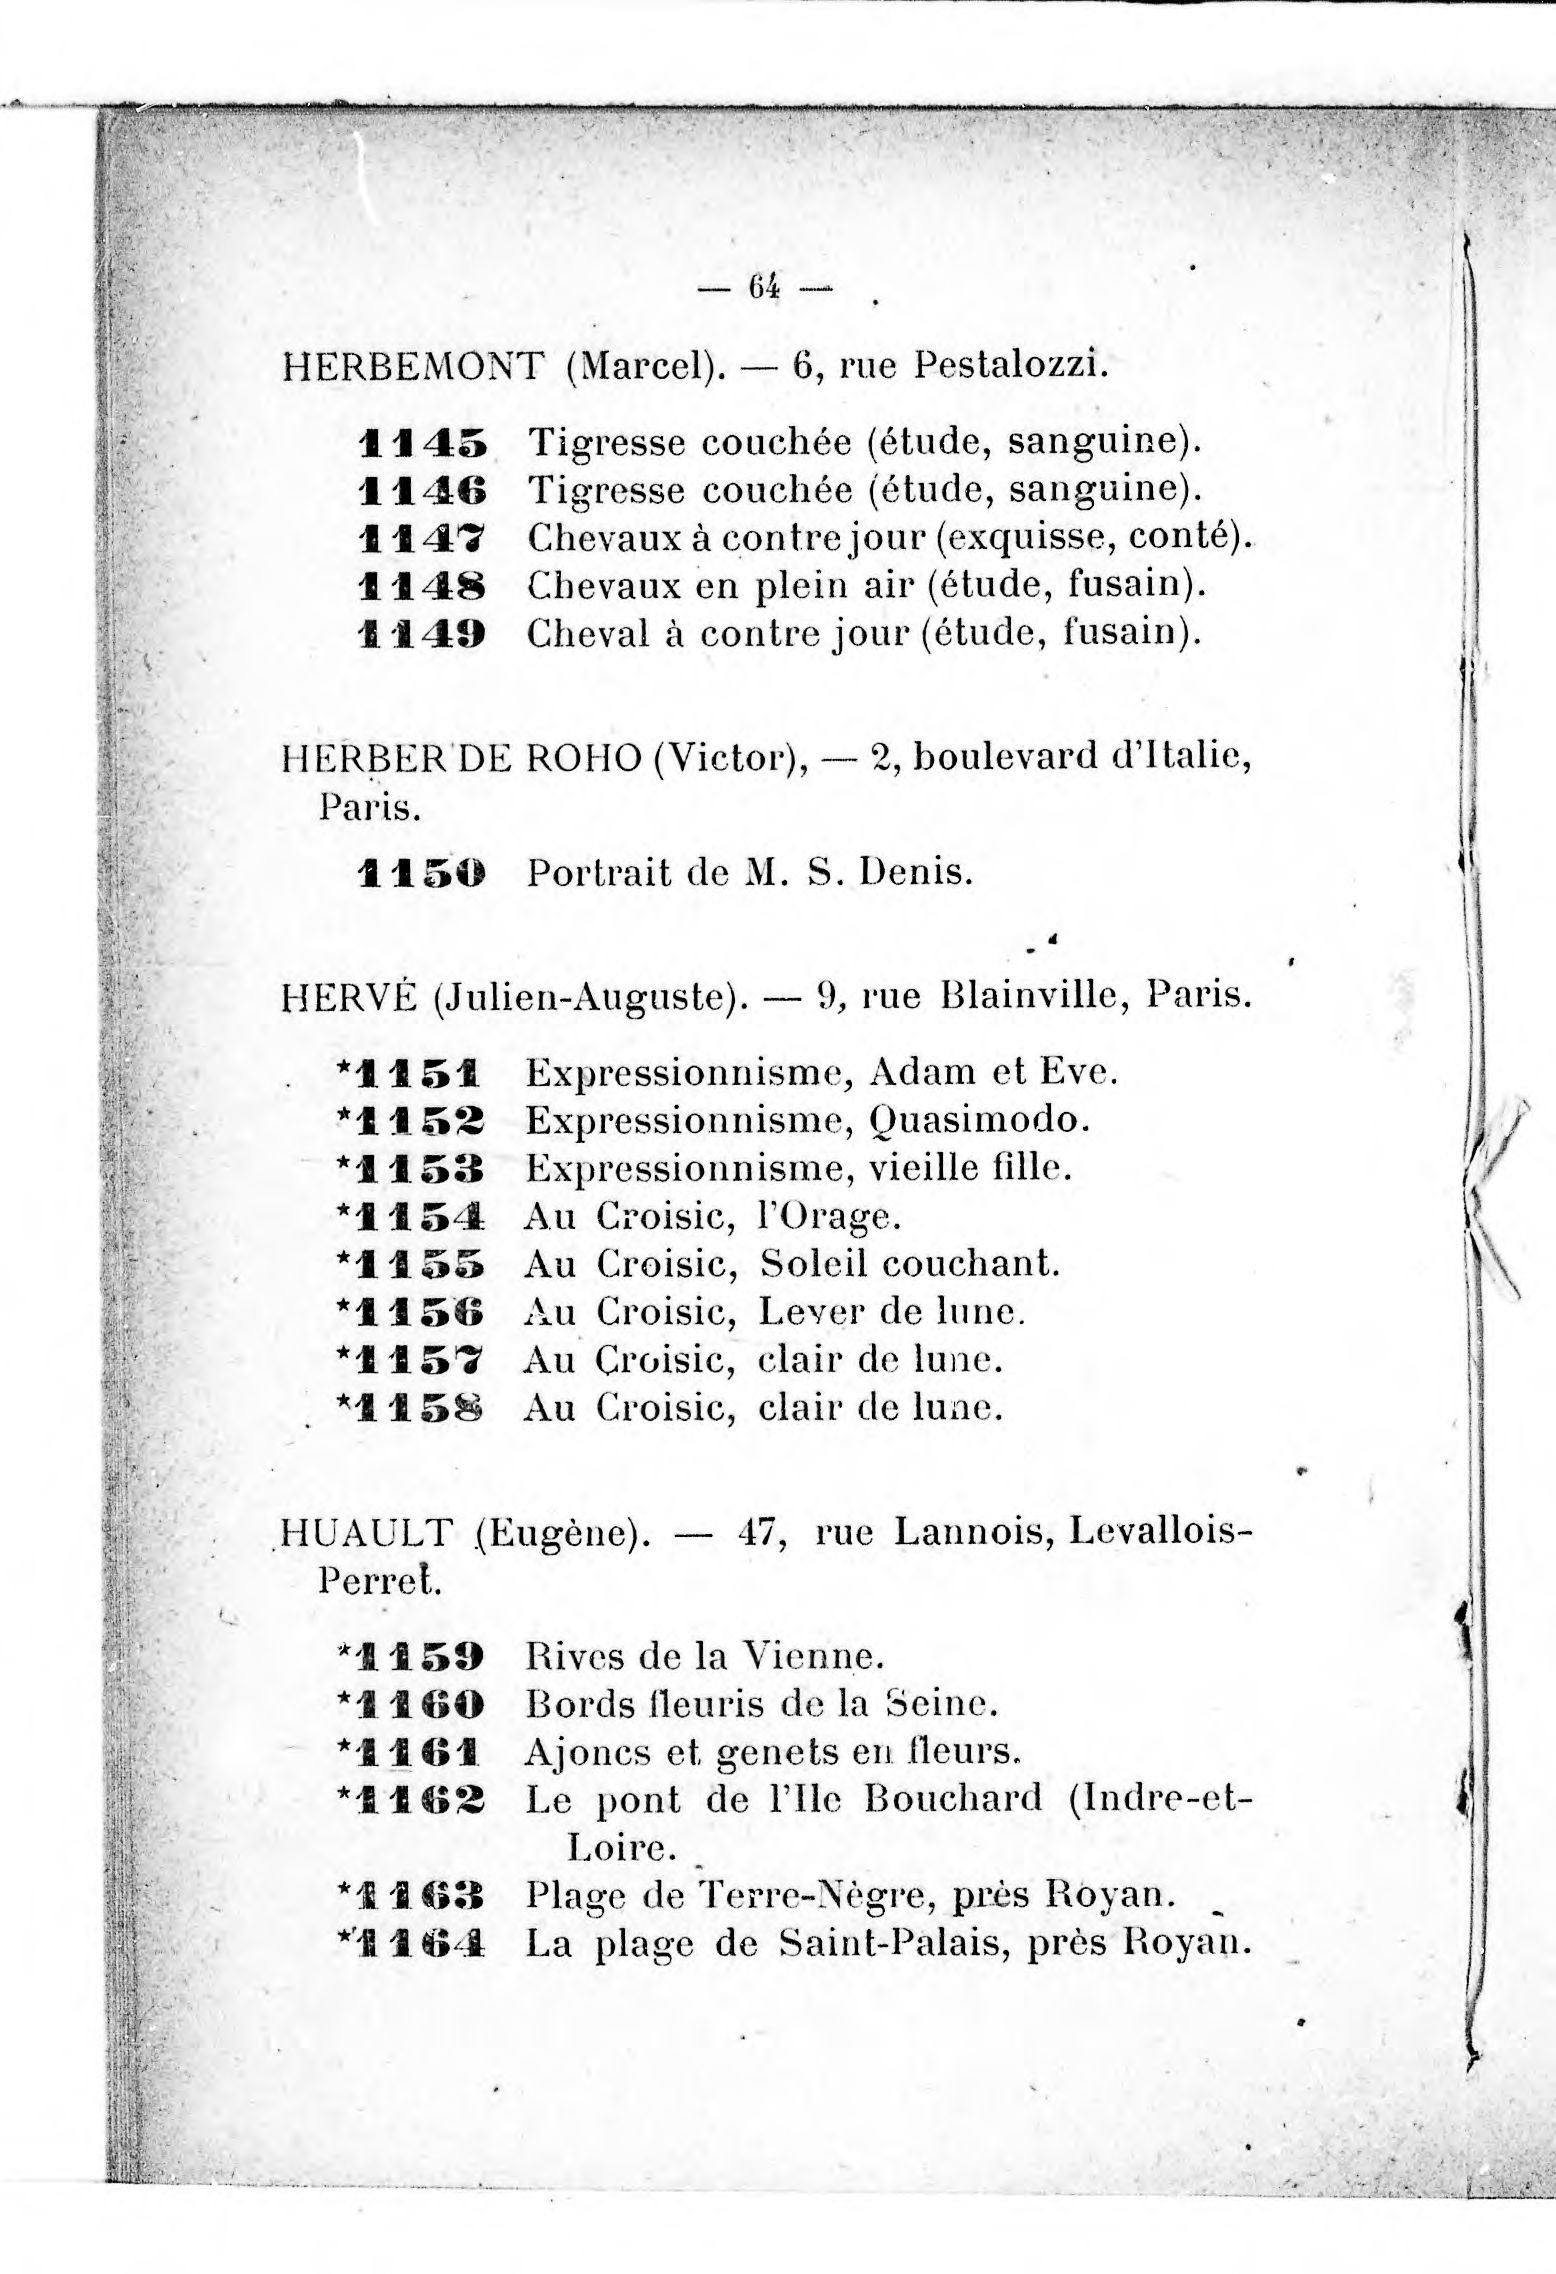 — 64 —
HERBEMONT (Marcel). — 6, rue Pestalozzi.
1145 Tigresse couchée (étude, sanguine).
1146 Tigresse couchée (étude, sanguine).
1147 Chevaux à contre jour (exquisse, conté).
1148 Chevaux en plein air (étude, fusain).
1149 Cheval à contre jour (étude, fusain).
HERBER DE ROHO (Victor), — 2, boulevard d'Italie,
Paris.
1150 Portrait de M. S. Denis.
HERVÉ (Julien-Auguste). — 9, rue Blainville, Paris.
*1151 Expressionnisme, Adam et Eve.
*1152 Expressionnisme, Quasimodo.
*1153 Expressionnisme, vieille fille.
*1154 Au Croisic, l'Orage.
*1155 Au Croisic, Soleil couchant.
*1156 Au Croisic, Lever de lune.
*1157 Au Croisic, clair de lune.
*1158 Au Croisic, clair de lune.
HUAULT (Eugène). — 47, rue Lannois, Levallois-
Perret.
*1159 Rives de la Vienne.
*1160 Bords fleuris de la Seine.
*1161 Ajoncs et genets en fleurs.
*1162 Le pont de l'Ile Bouchard (Indre-et-
Loire.
*1163 Plage de Terre-Nègre, près Royan.
*1164 La plage de Saint-Palais, près Royan.